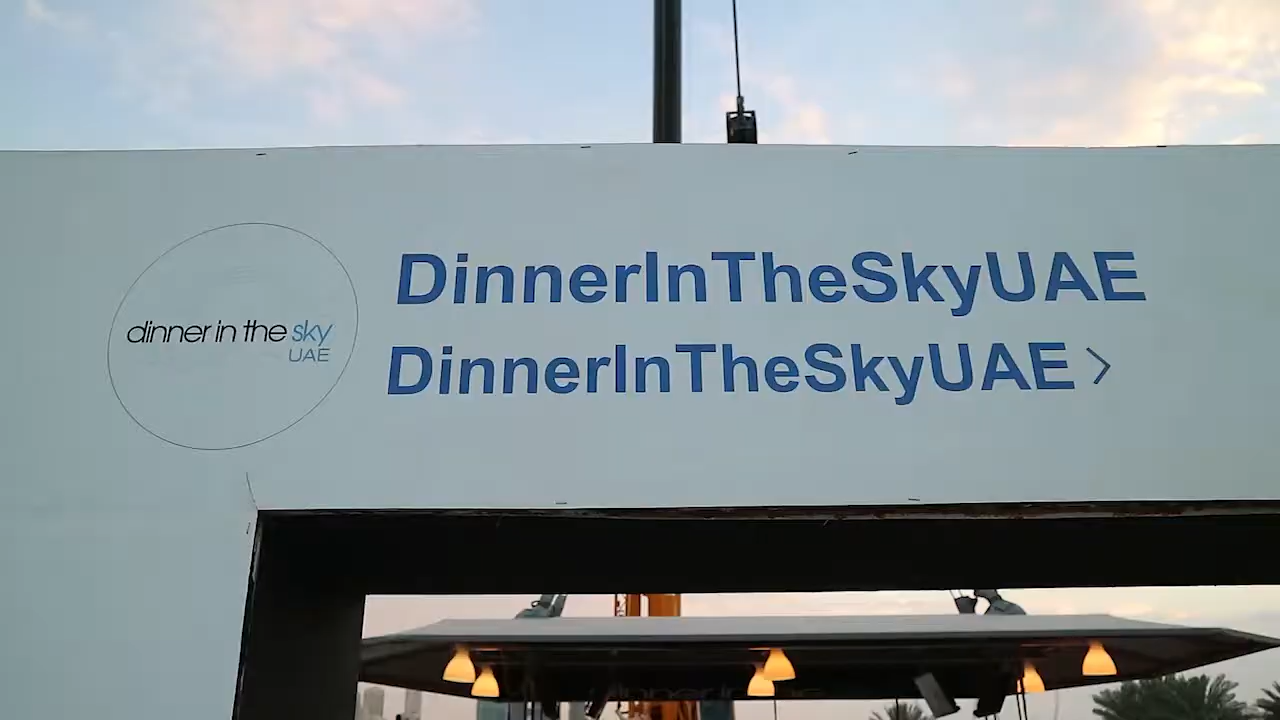 dinner in the sky
UAE
DinnerInTheSkyUAE
DinnerInTheSkyUAE >